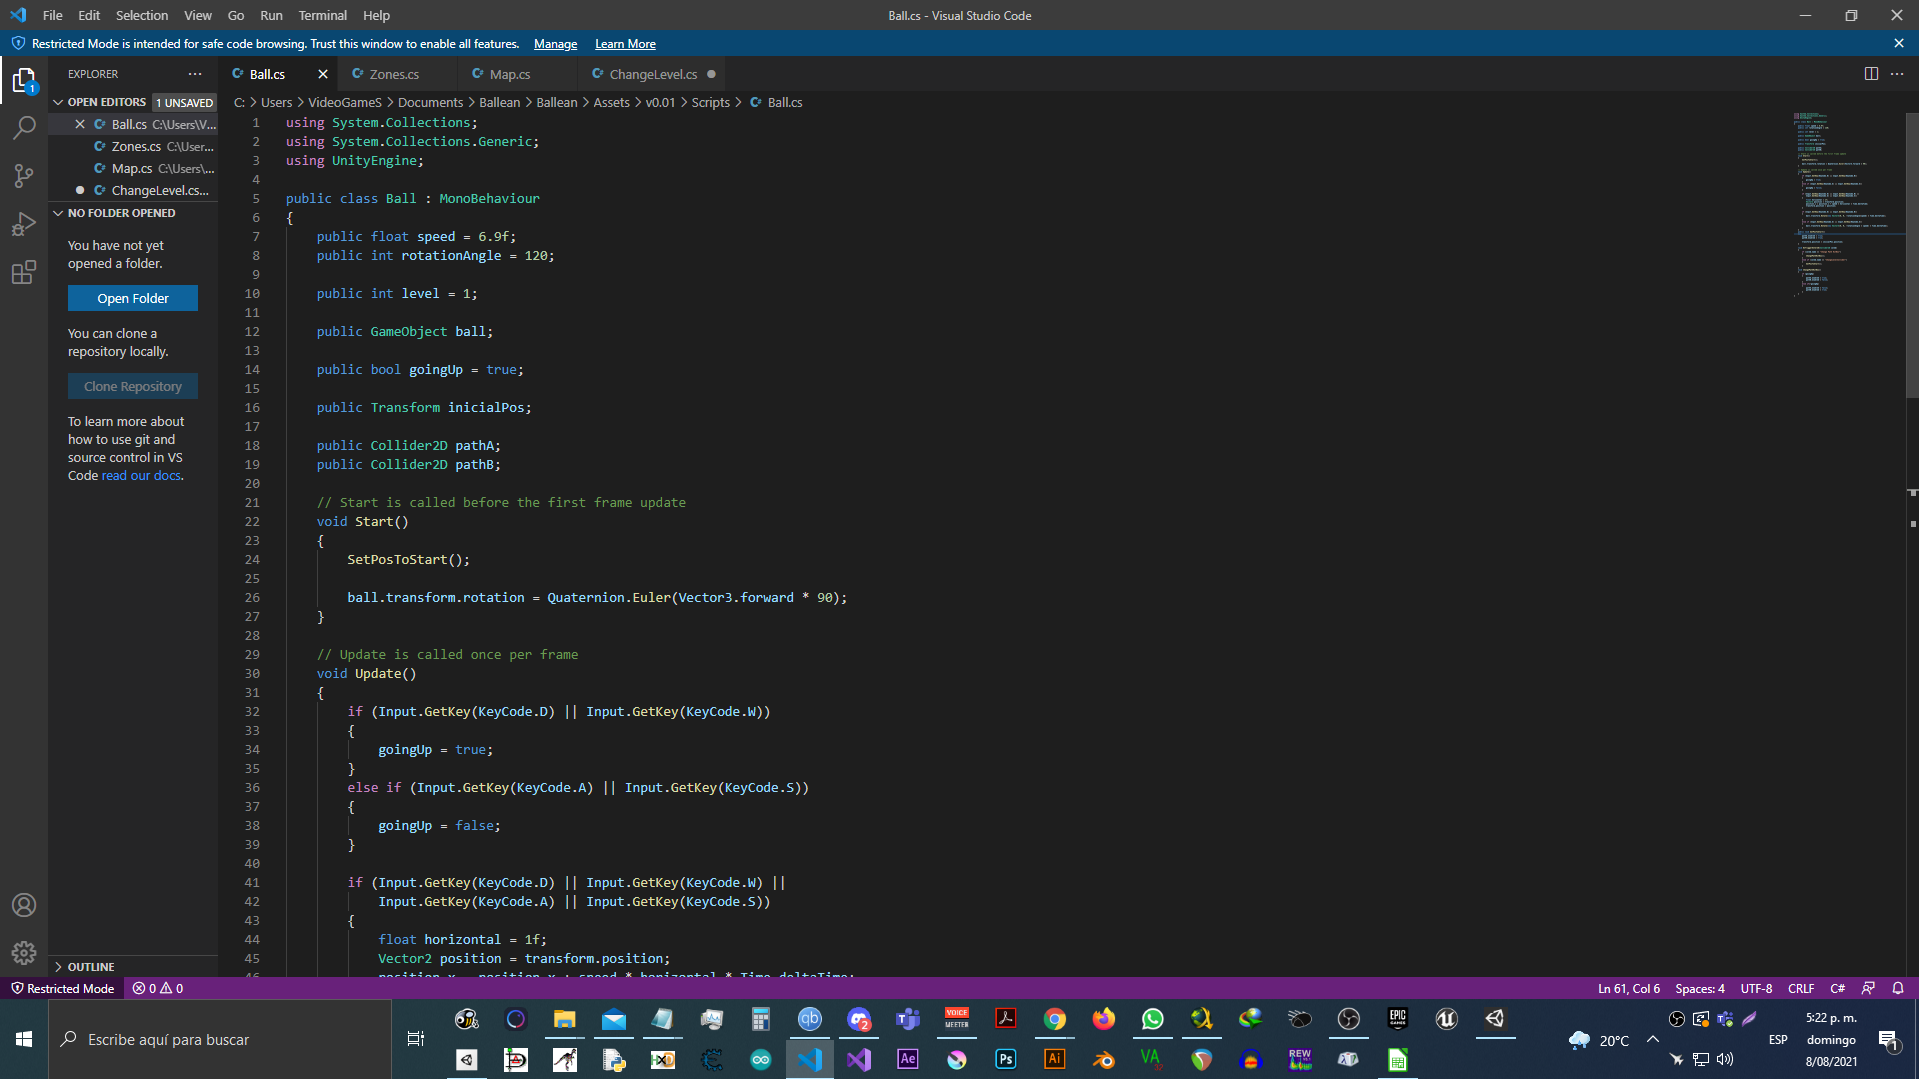 File Edit Selection View Go Run Terminal Help
Ball.cs - Visual Studio Code
Restricted Mode is intended for safe code browsing. Trust this window to enable all features. Manage Learn More
EXPLORER
Ball.cs
Zones.cs
Map.cs
ChangeLevel.cs
OPEN EDITORS 1 UNSAVED
Ball.cs C:\Users\V...
Zones.cs C:\User...
Map.cs C:\Users\...
ChangeLevel.cs...
NO FOLDER OPENED
You have not yet
opened a folder.
Open Folder
You can clone a
repository locally.
Clone Repository
To learn more about
how to use git and
source control in VS
Code read our docs.
OUTLINE
C: > Users > VideoGameS > Documents > Ballean > Ballean > Assets > v0.01 > Scripts > Ball.cs
1 using System.Collections;
2 using System.Collections.Generic;
3 using UnityEngine;
4
5 public class Ball : MonoBehaviour
6 {
7 public float speed = 6.9f;
8 public int rotationAngle = 120;
9
10 public int level = 1;
11
12 public GameObject ball;
13
14 public bool goingUp = true;
15
16 public Transform inicialPos;
17
18 public Collider2D pathA;
19 public Collider2D pathB;
20
21 // Start is called before the first frame update
22 void Start()
23 {
24 SetPosToStart();
25
26 ball.transform.rotation = Quaternion.Euler(Vector3.forward * 90);
27 }
28
29 // Update is called once per frame
30 void Update()
31 {
32 if (Input.GetKey(KeyCode.D) || Input.GetKey(KeyCode.W))
33 {
34 goingUp = true;
35 }
36 else if (Input.GetKey(KeyCode.A) || Input.GetKey(KeyCode.S))
37 {
38 goingUp = false;
39 }
40
41 if (Input.GetKey(KeyCode.D) || Input.GetKey(KeyCode.W) ||
42 Input.GetKey(KeyCode.A) || Input.GetKey(KeyCode.S))
43 {
44 float horizontal = 1f;
45 Vector2 position = transform.position;
46 position.x = position.x + speed * horizontal * Time.deltaTime;
Restricted Mode 0 0
Ln 61, Col 6 Spaces: 4 UTF-8 CRLF C#
Escribe aquí para buscar
20°C
ESP
5:22 p. m.
domingo
8/08/2021